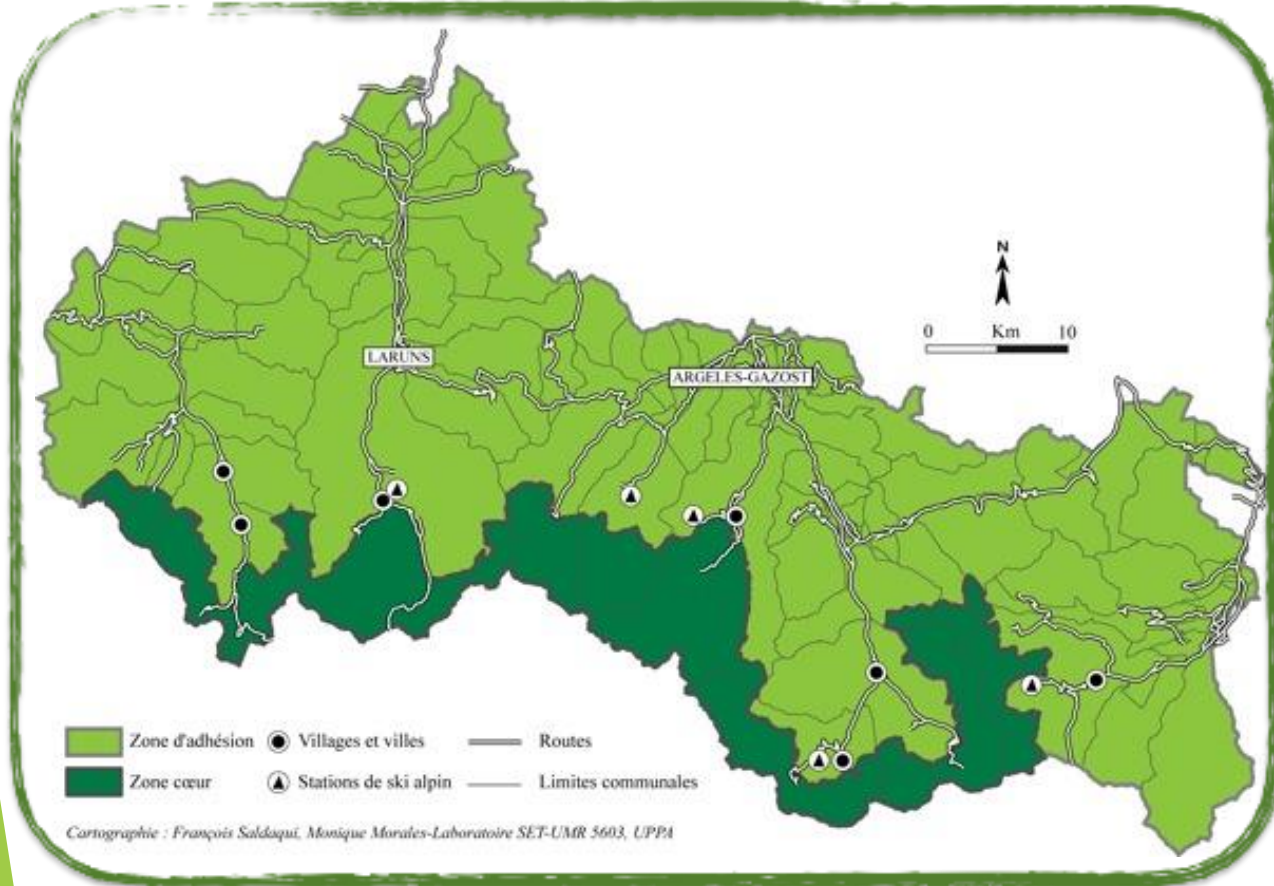 N
0 Km 10
LARUNS
ARGELES-GAZOST
Zone d'adhésion Villages et villes Routes
Zone cœur Stations de ski alpin Limites communales
Cartographie : François Saldaqui, Monique Morales-Laboratoire SET-UMR 5603, UPPA